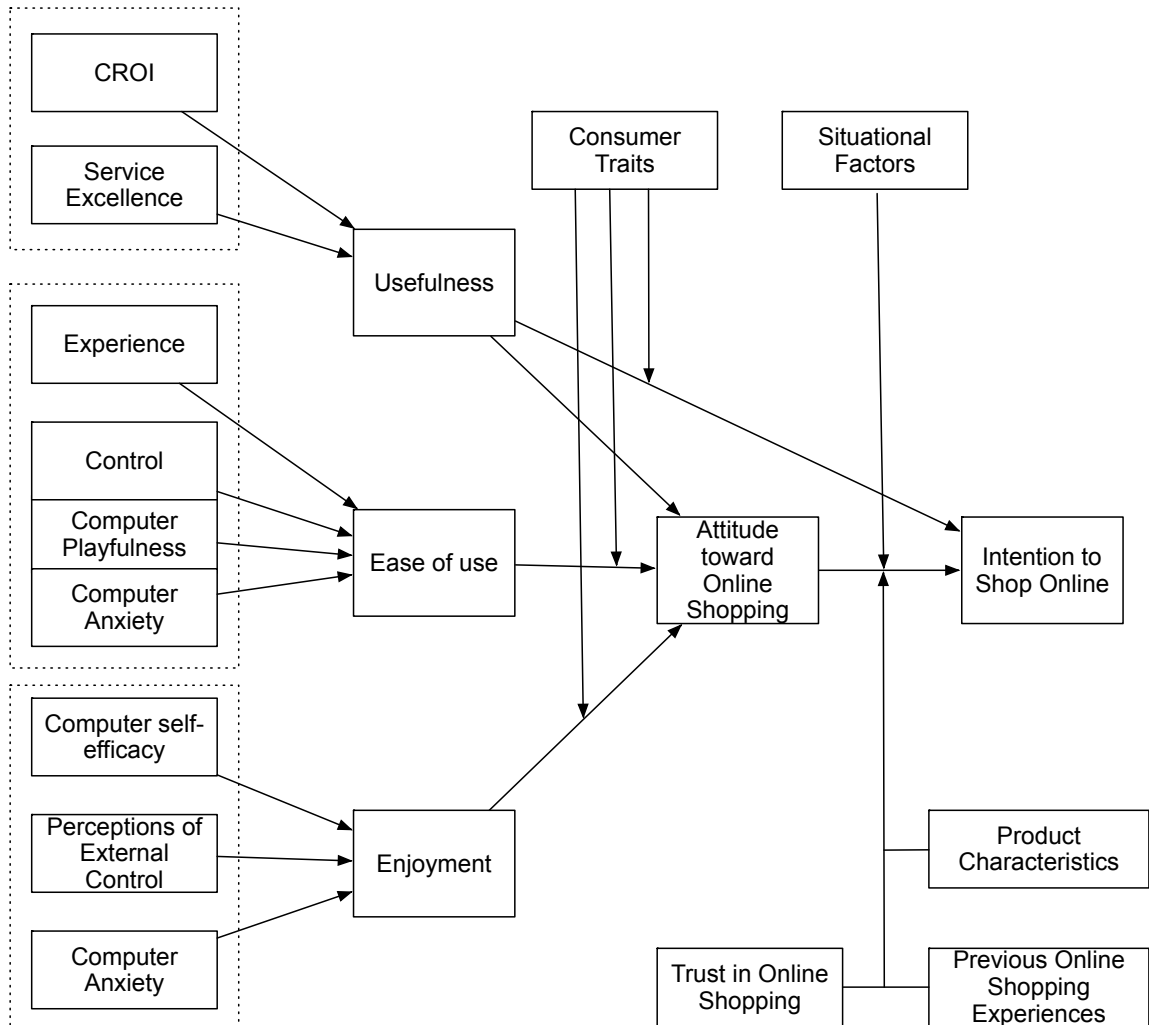 CROI
Service
Excellence
Consumer
Traits
Situational
Factors
Usefulness
Experience
Control
Computer
Playfulness
Computer
Anxiety
Ease of use
Attitude
toward
Online
Shopping
Intention to
Shop Online
Computer self-
efficacy
Perceptions of
External
Control
Computer
Anxiety
Enjoyment
Product
Characteristics
Trust in Online
Shopping
Previous Online
Shopping
Experiences